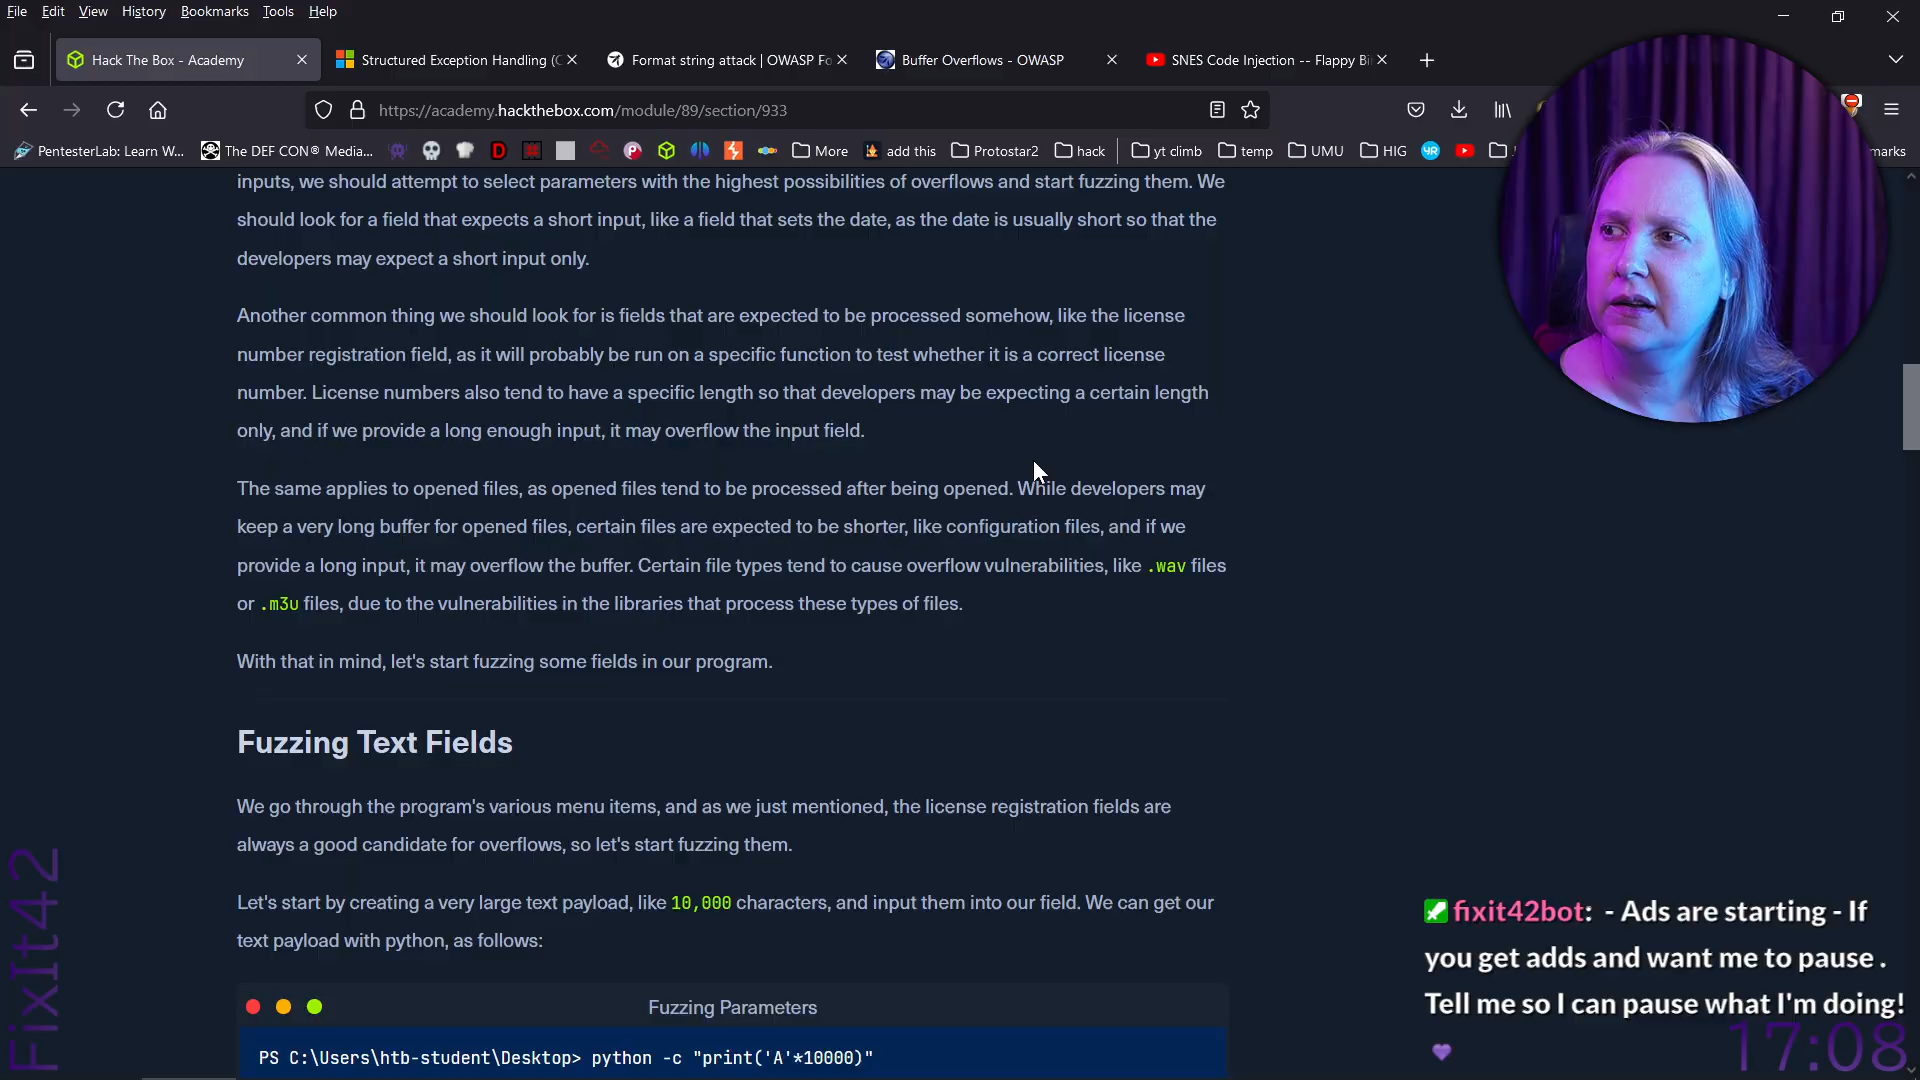 File Edit View History Bookmarks Tools Help
Hack The Box - Academy
Structured Exception Handling (C
Format string attack | OWASP Fo
Buffer Overflows - OWASP
SNES Code Injection -- Flappy Bi
https://academy.hackthebox.com/module/89/section/933
PentesterLab: Learn W... The DEF CON® Media... More add this Protostar2 hack yt climb temp UMU HIG marks
inputs, we should attempt to select parameters with the highest possibilities of overflows and start fuzzing them. We
should look for a field that expects a short input, like a field that sets the date, as the date is usually short so that the
developers may expect a short input only.
Another common thing we should look for is fields that are expected to be processed somehow, like the license
number registration field, as it will probably be run on a specific function to test whether it is a correct license
number. License numbers also tend to have a specific length so that developers may be expecting a certain length
only, and if we provide a long enough input, it may overflow the input field.
The same applies to opened files, as opened files tend to be processed after being opened. While developers may
keep a very long buffer for opened files, certain files are expected to be shorter, like configuration files, and if we
provide a long input, it may overflow the buffer. Certain file types tend to cause overflow vulnerabilities, like .wav files
or .m3u files, due to the vulnerabilities in the libraries that process these types of files.
With that in mind, let's start fuzzing some fields in our program.
Fuzzing Text Fields
We go through the program's various menu items, and as we just mentioned, the license registration fields are
always a good candidate for overflows, so let's start fuzzing them.
Let's start by creating a very large text payload, like 10,000 characters, and input them into our field. We can get our
text payload with python, as follows:
Fuzzing Parameters
PS C:\Users\htb-student\Desktop> python -c "print('A'*10000)"
FixIt42
fixit42bot: - Ads are starting - If
you get adds and want me to pause .
Tell me so I can pause what I'm doing!
17:08